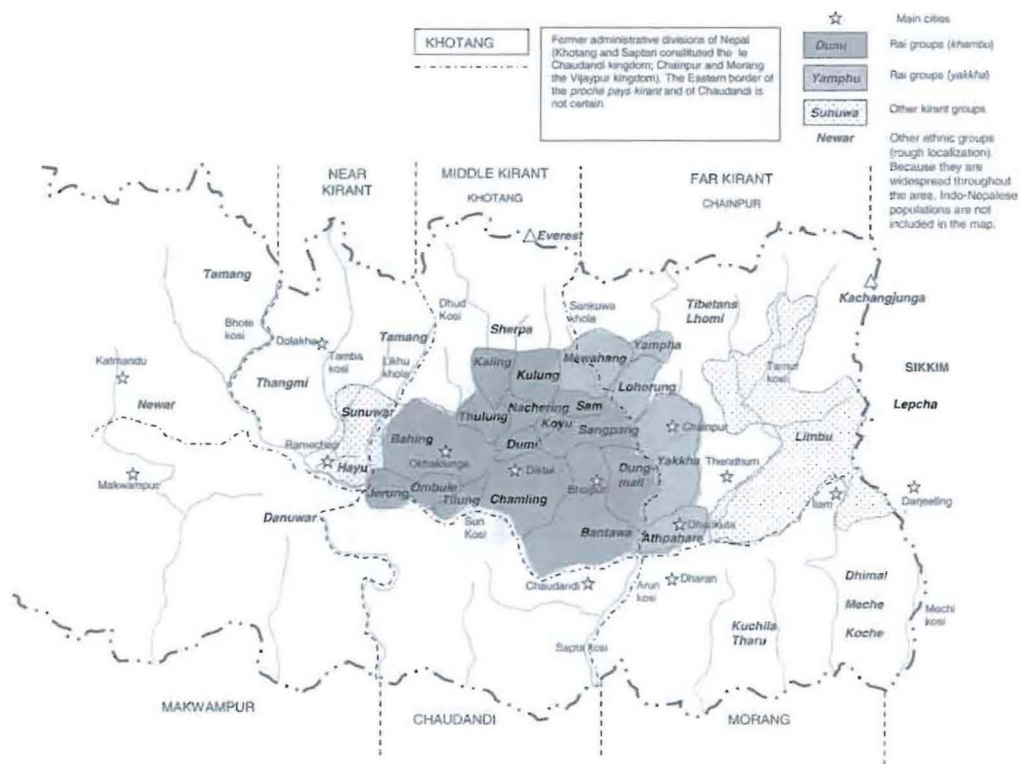 KHOTANG
Former administrative divisions of Nepal
(Khotang and Saptari constituted the le
Chaudandi kingdom; Chainpur and Morang
the Vijaypur kingdom). The Eastern border of
the proche pays kirant and of Chaudandi is
not certain
Main cities
Dumi
Rai groups (khambu)
Yamphu
Rai groups (yakkha)
Sunuwa
Other kirant groups
Newar
Other ethnic groups
(rough localization)
Because they are
widespread throughout
the area, Indo-Nopalese
populations are not
included in the map.
NEAR
KIRANT
MIDDLE KIRANT
KHOTANG
FAR KIRANT
CHAINPUR
Everest
Tamang
Kachangjunga
Dhud
Kosi
Sankuwa
khola
Tibetans
Lhomi
Bhote
kosi
Dolakha
Tamba
kosi
Tamang
Likhu
khola
Sherpa
Yampha
Mewahang
Katmandu
Kaling
Kulung
Tamur
kosi
SIKKIM
Thangmi
Lohorung
Newar
Sunuwar
Thulung
Nachering
Sam
Lepcha
Koyu
Sangpang
Chainpur
Bahing
Dumi
Limbu
Ramechap
Hayu
Okhaldunga
Diktel
Dung-
mali
Yakkha
Therathum
Makwampur
Jerung
Ombule
Tilung
Chamling
Bhojpur
Ilam
Darjeeling
Danuwar
Sun
Kosi
Bantawa
Athpahare
Dhankuta
Chaudandi
Arun
kosi
Dharan
Dhimal
Meche
Koche
Mechi
kosi
Kuchila
Tharu
Sapta kosi
MAKWAMPUR
CHAUDANDI
MORANG